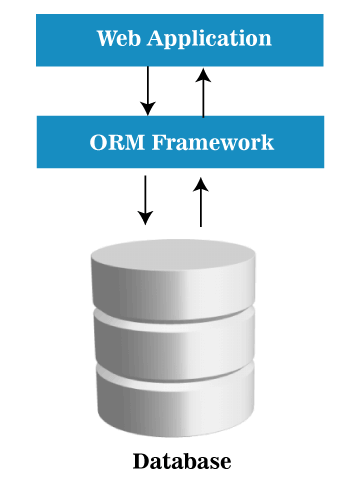 Web Application
ORM Framework
Database